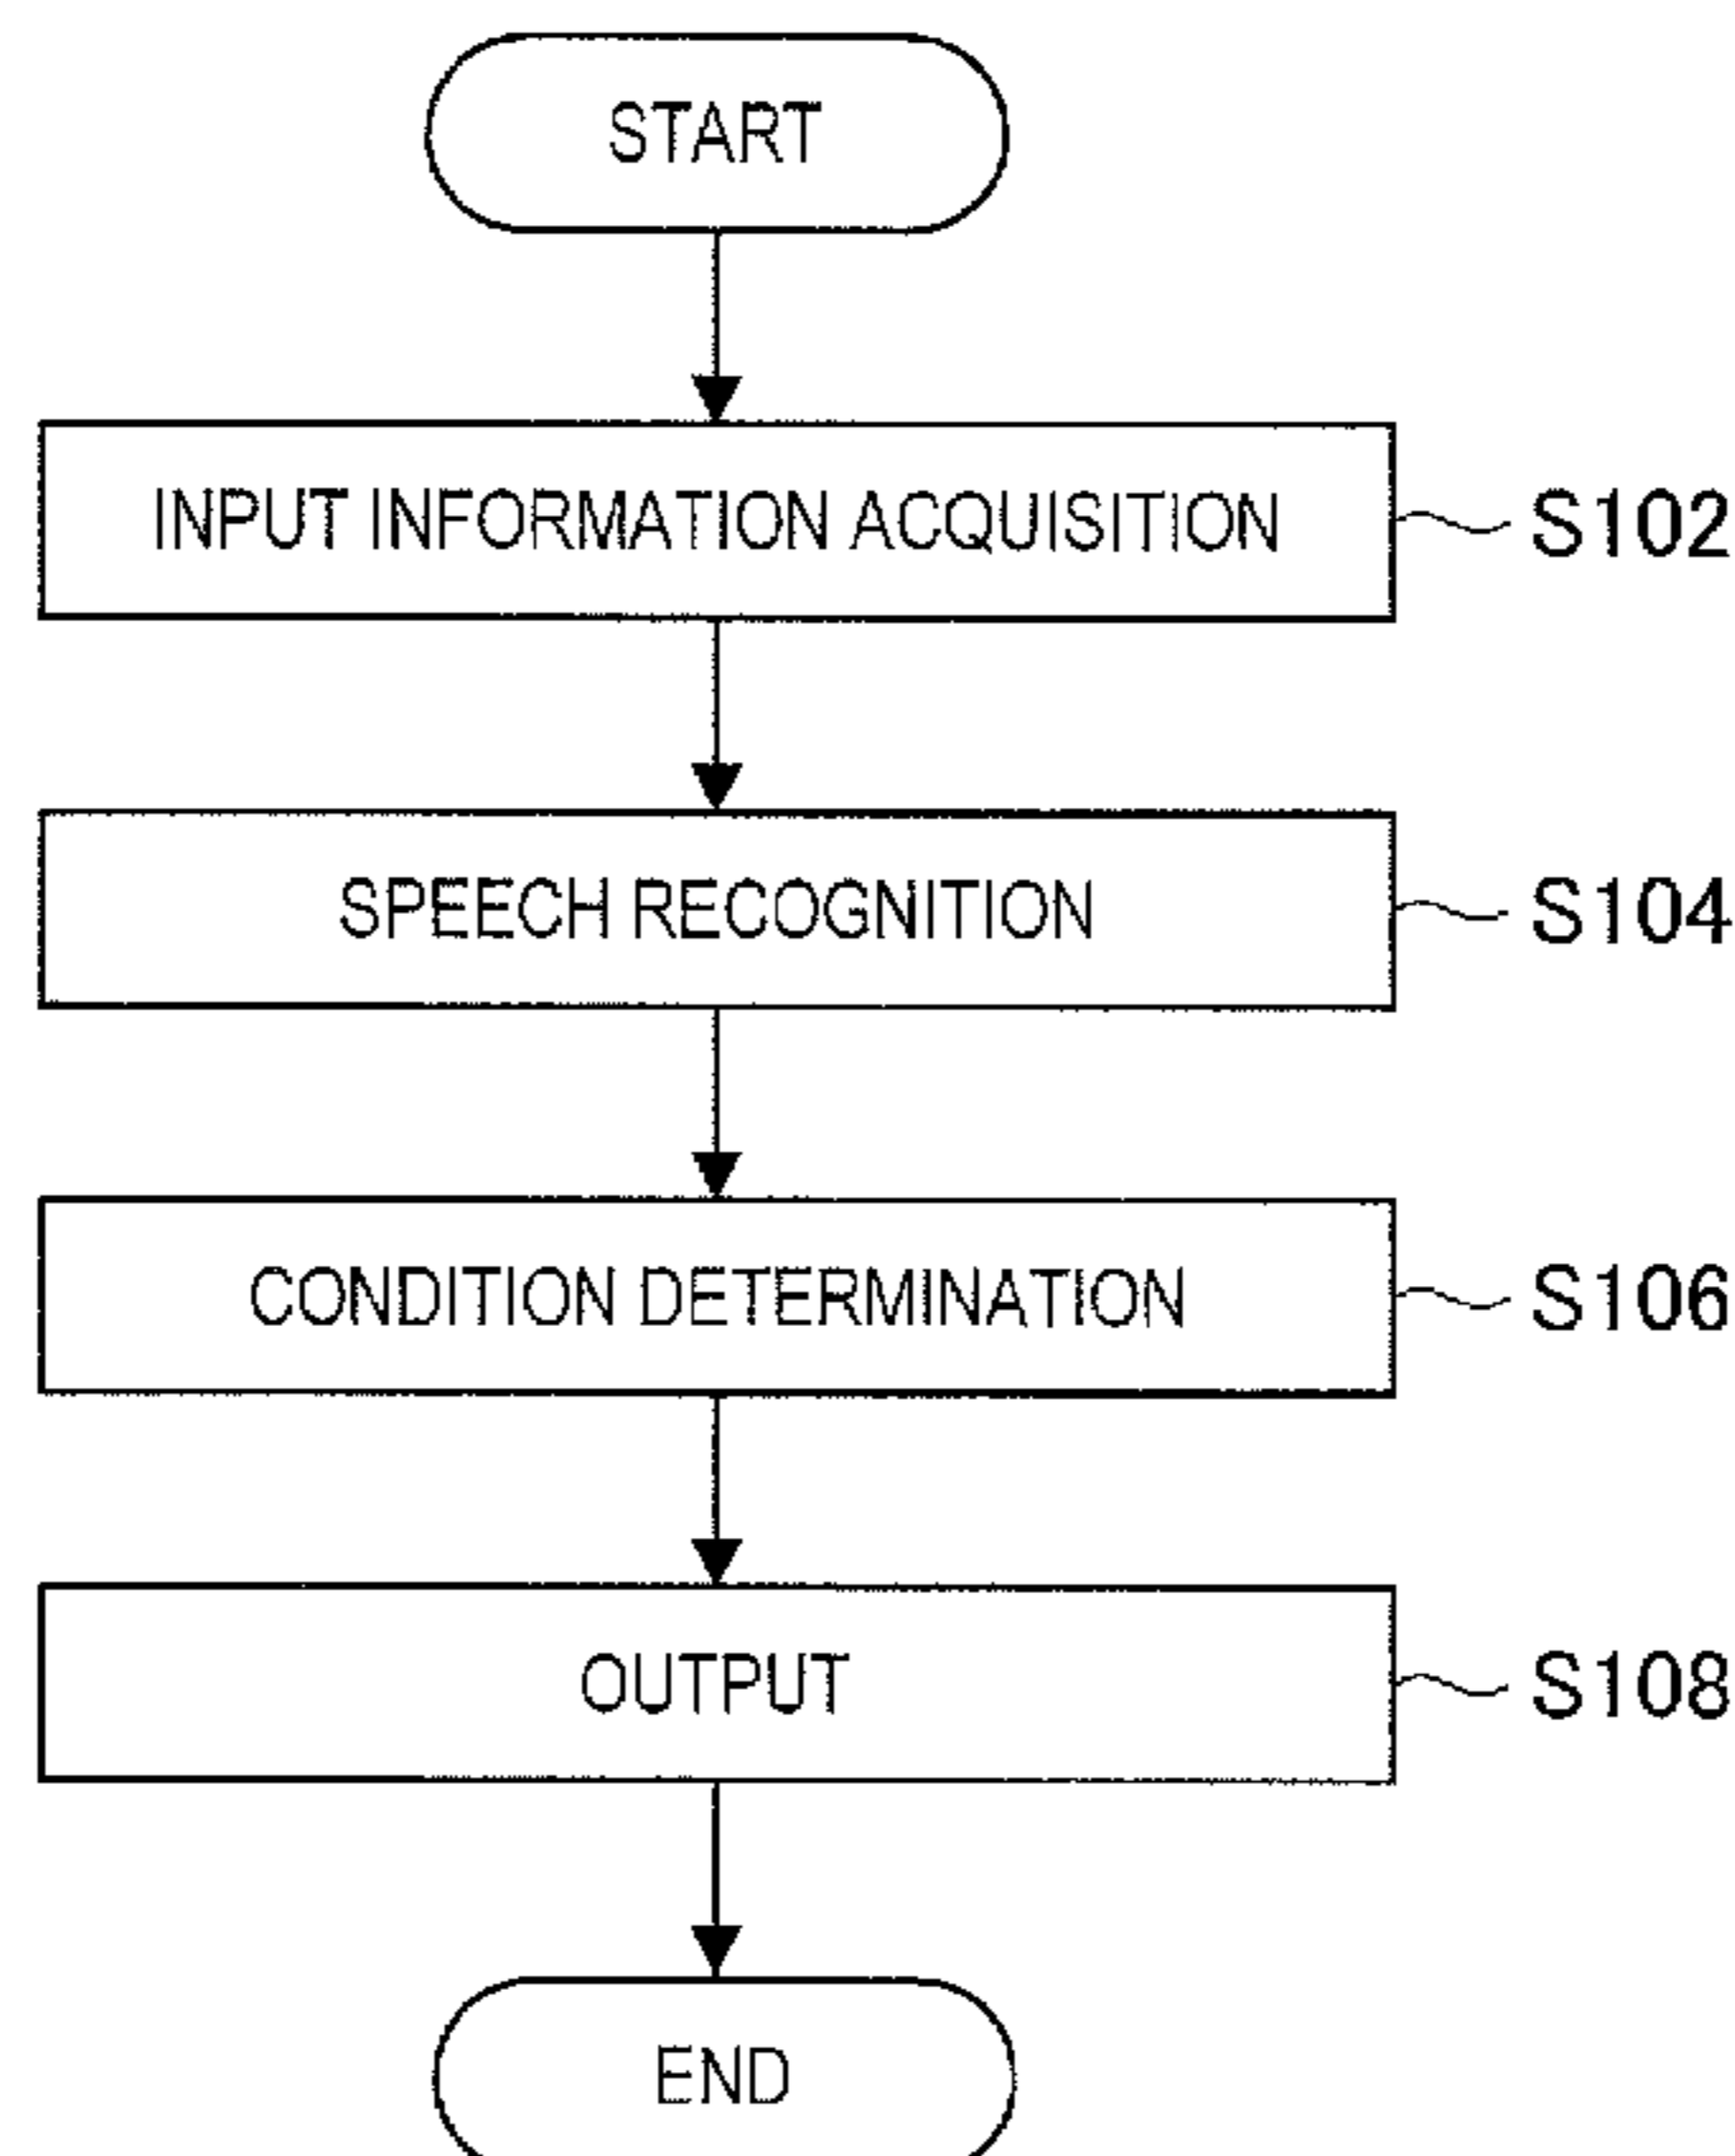 START
INPUT INFORMATION ACQUISITION S102
SPEECH RECOGNITION S104
CONDITION DETERMINATION S106
OUTPUT S108
END